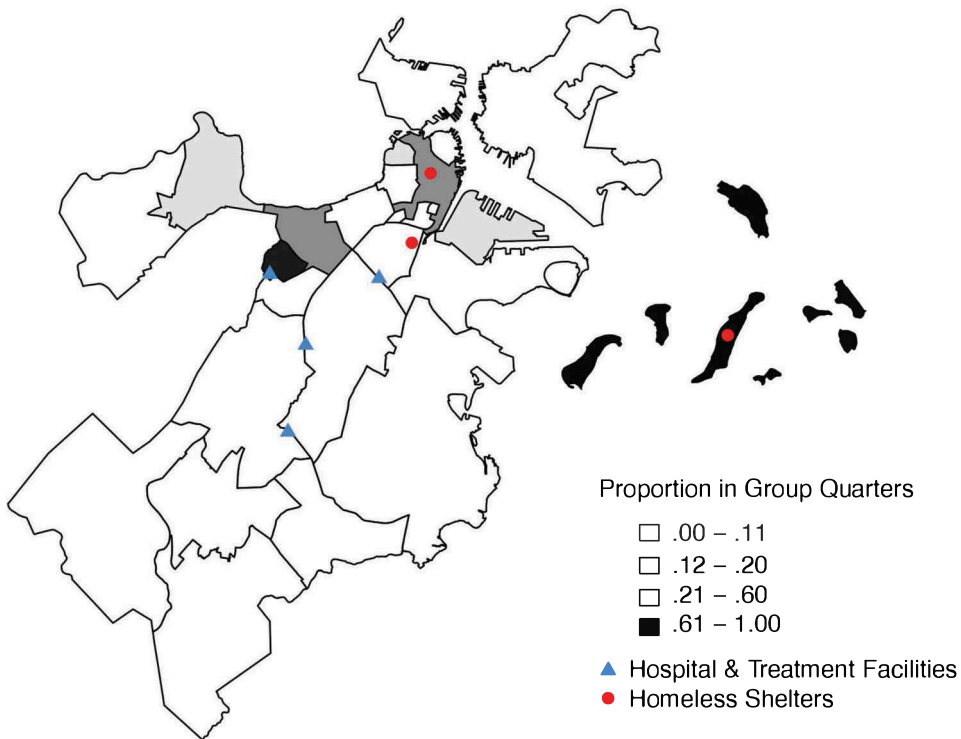 Proportion in Group Quarters
.00 – .11
.12 – .20
.21 – .60
.61 – 1.00
Hospital & Treatment Facilities
Homeless Shelters